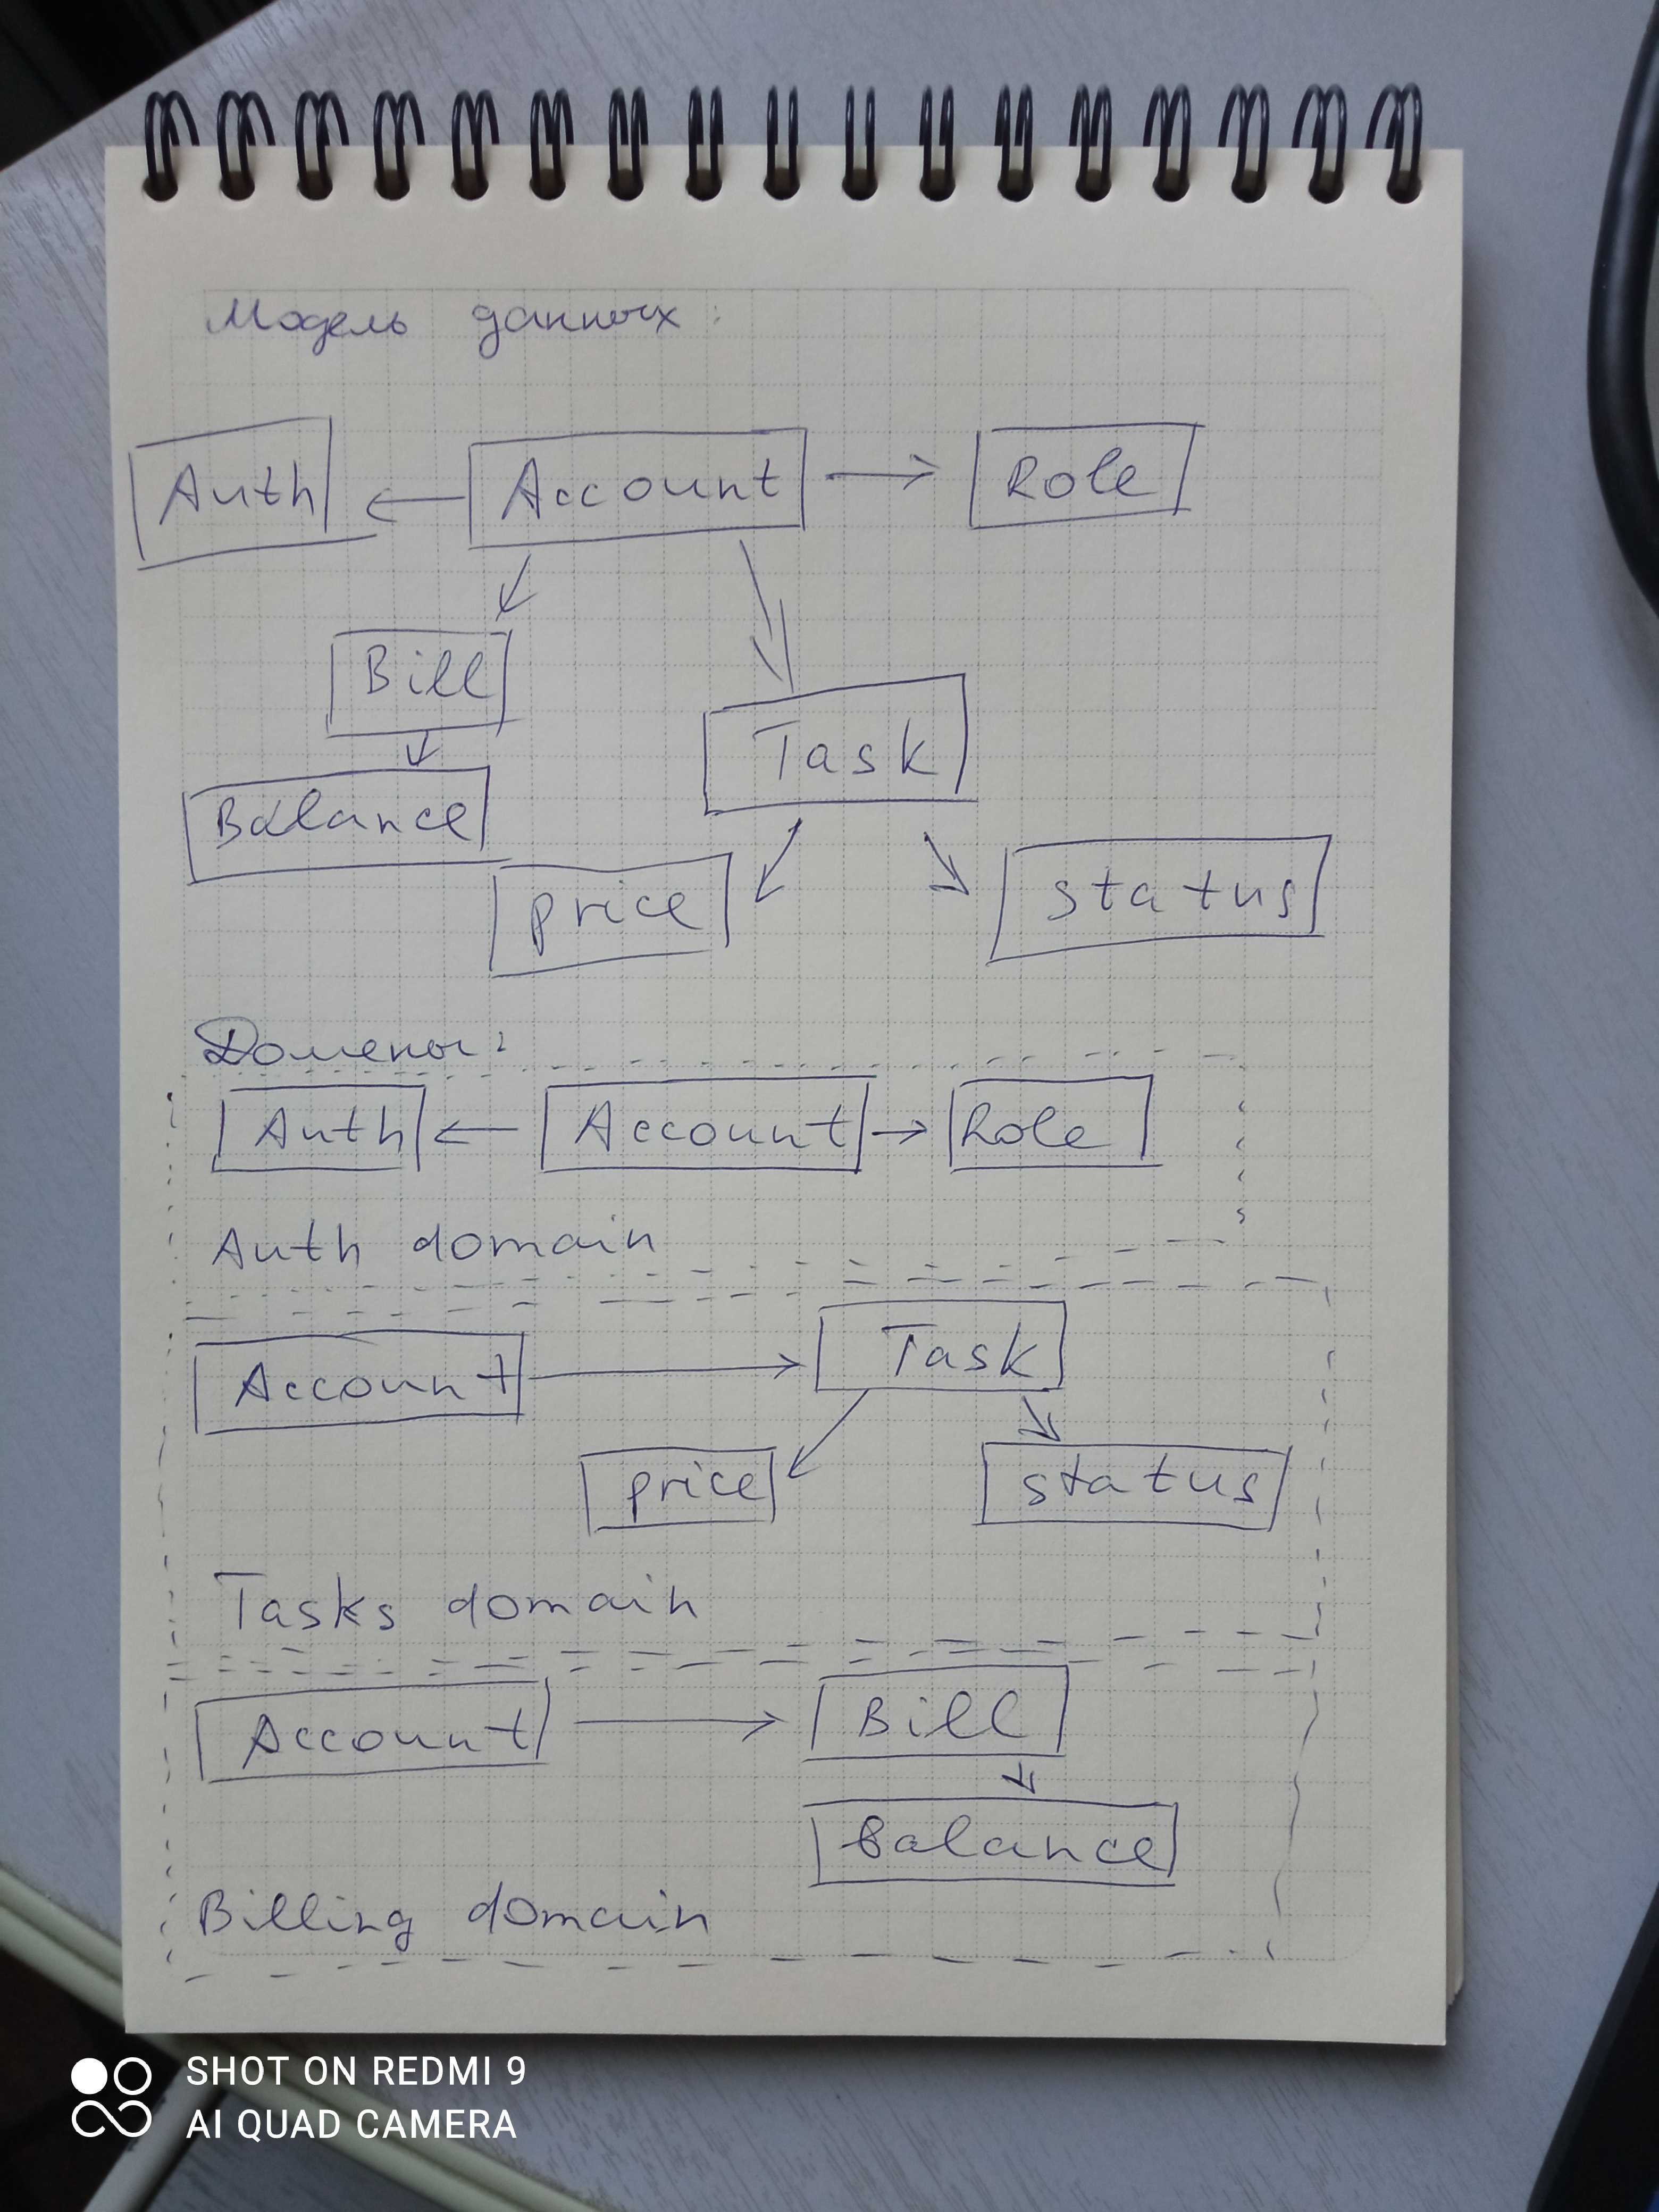 Модель данных:
Auth Account Role
Bill
Task
Balance
price status
Домены:
Auth Account Role
Auth domain
Account Task
price status
Tasks domain
Account Bill
balance
Billing domain
SHOT ON REDMI 9
AI QUAD CAMERA